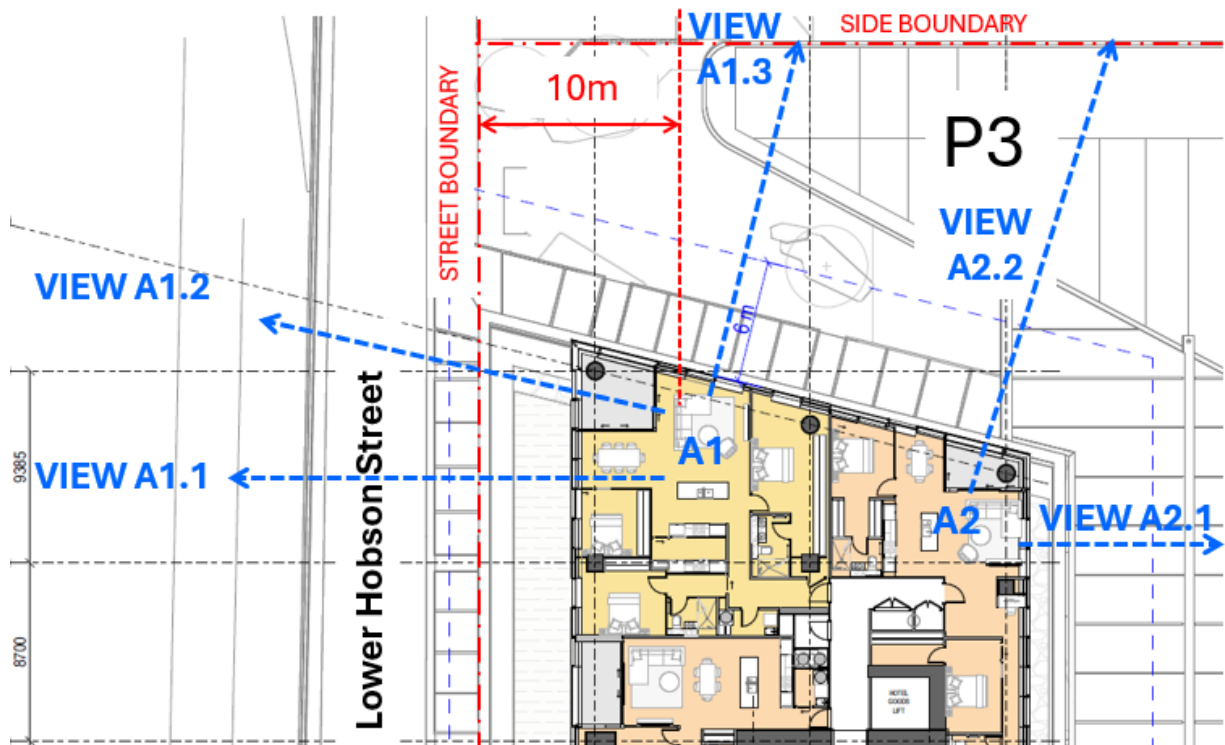 VIEW
A1.3
SIDE BOUNDARY
10m
STREET BOUNDARY
P3
VIEW
A2.2
VIEW A1.2
6 m
Lower Hobson Street
VIEW A1.1
A1
A2
VIEW A2.1
9385
8700
HOTEL
GOODS
LIFT